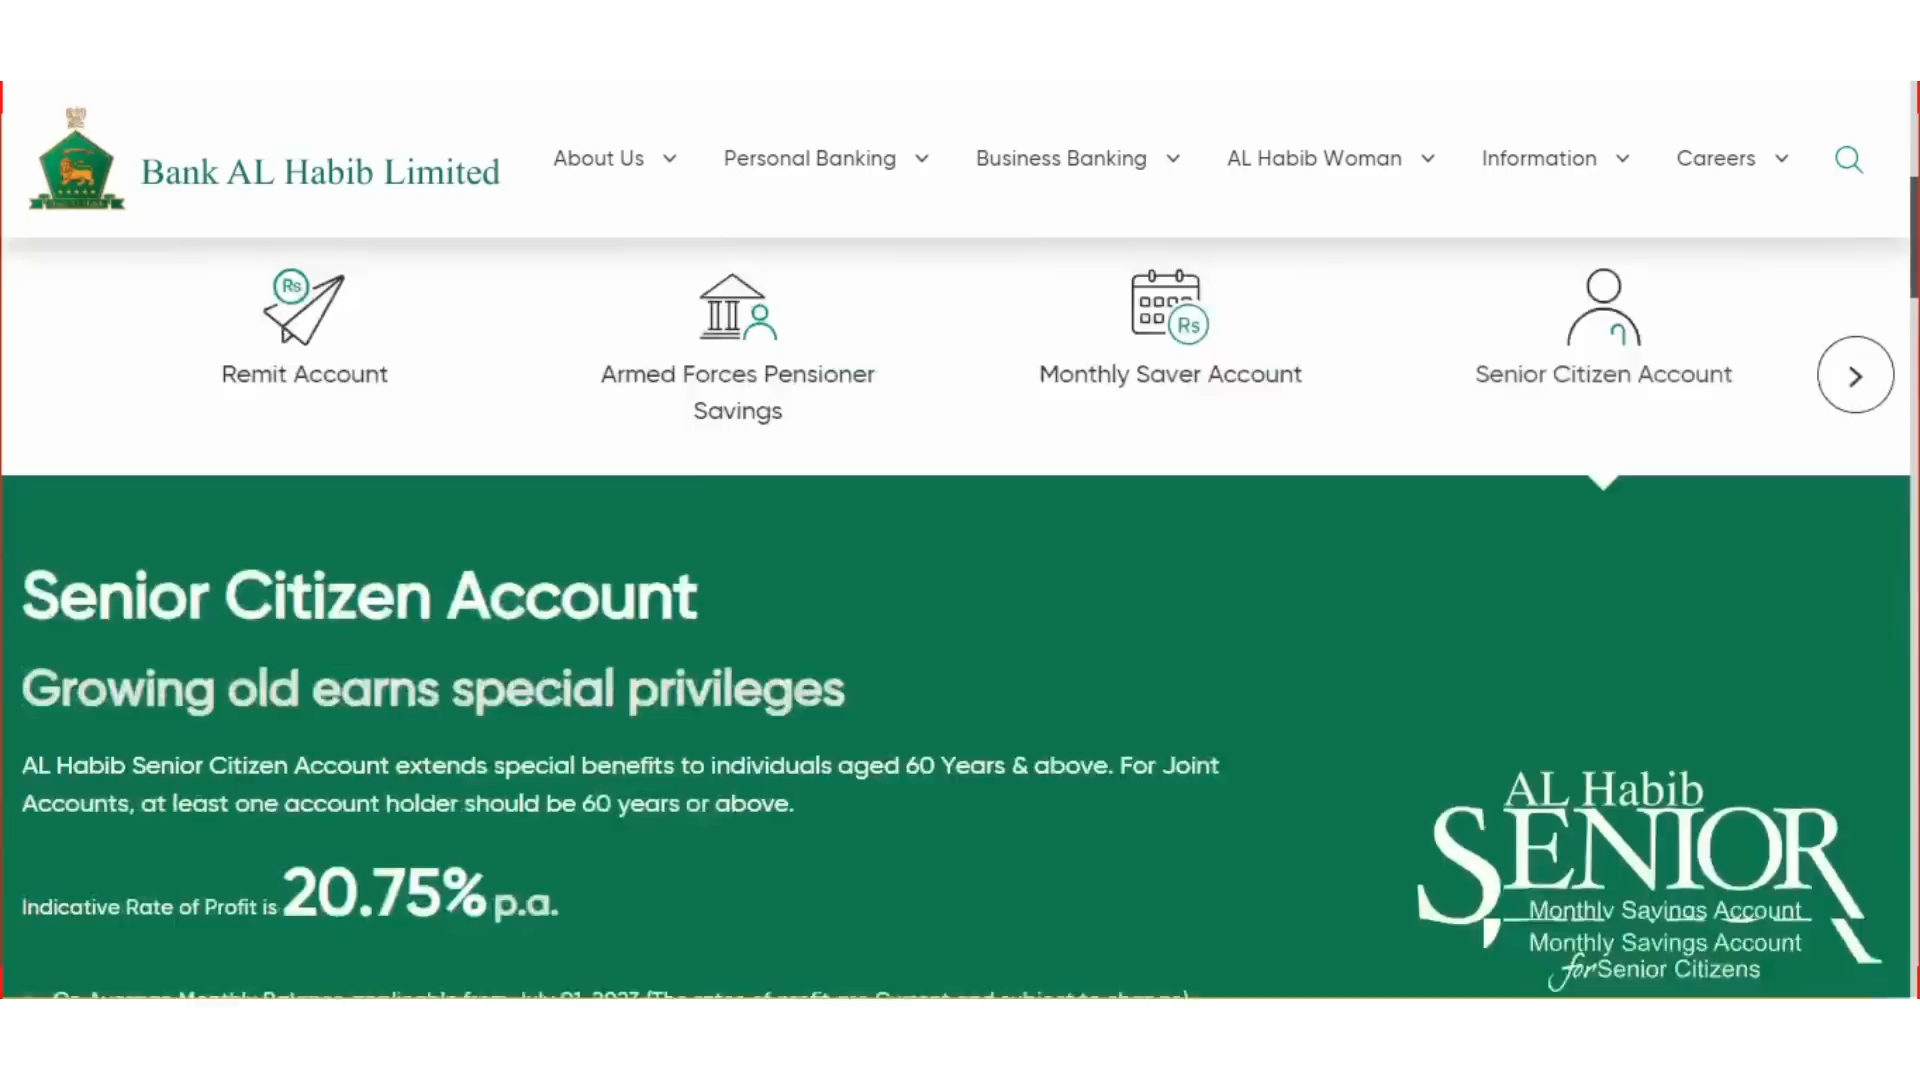 Bank AL Habib Limited
About Us
Personal Banking
Business Banking
AL Habib Woman
Information
Careers
Rs
Rs
Remit Account
Armed Forces Pensioner
Savings
Monthly Saver Account
Senior Citizen Account
Senior Citizen Account
Growing old earns special privileges
AL Habib Senior Citizen Account extends special benefits to individuals aged 60 Years & above. For Joint
Accounts, at least one account holder should be 60 years or above.
Indicative Rate of Profit is 20.75% p.a.
AL Habib
SENIOR
Monthly Savings Account
Monthly Savings Account
for Senior Citizens